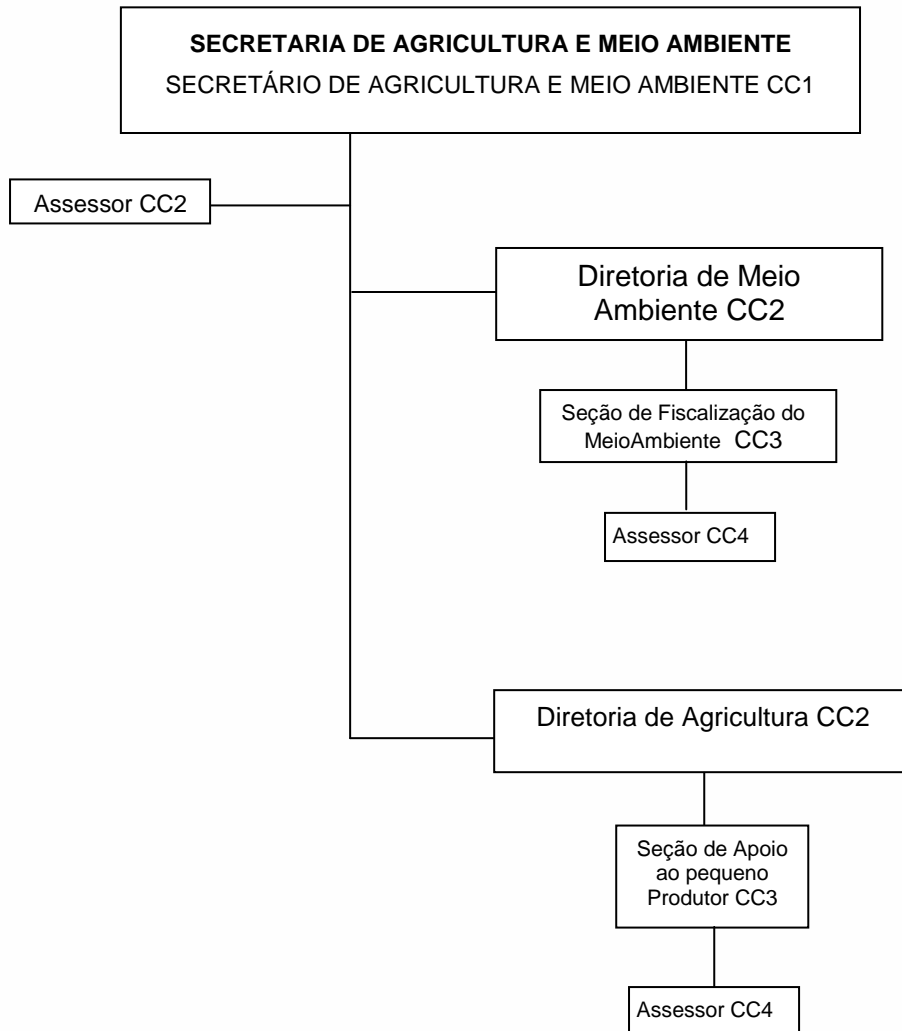 SECRETARIA DE AGRICULTURA E MEIO AMBIENTE
SECRETÁRIO DE AGRICULTURA E MEIO AMBIENTE CC1
Assessor CC2
Diretoria de Meio
Ambiente CC2
Seção de Fiscalização do
MeioAmbiente CC3
Assessor CC4
Diretoria de Agricultura CC2
Seção de Apoio
ao pequeno
Produtor CC3
Assessor CC4